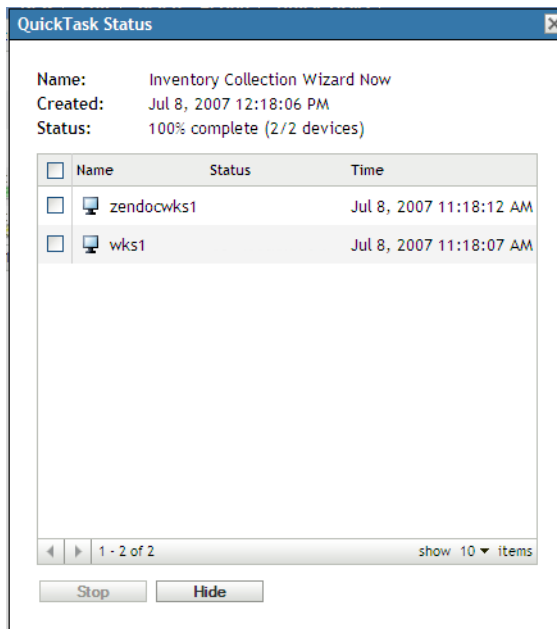 QuickTask Status
Name: Inventory Collection Wizard Now
Created: Jul 8, 2007 12:18:06 PM
Status: 100% complete (2/2 devices)
Name Status Time
zendocwks1 Jul 8, 2007 11:18:12 AM
wks1 Jul 8, 2007 11:18:07 AM
1 - 2 of 2 show 10 items
Stop Hide